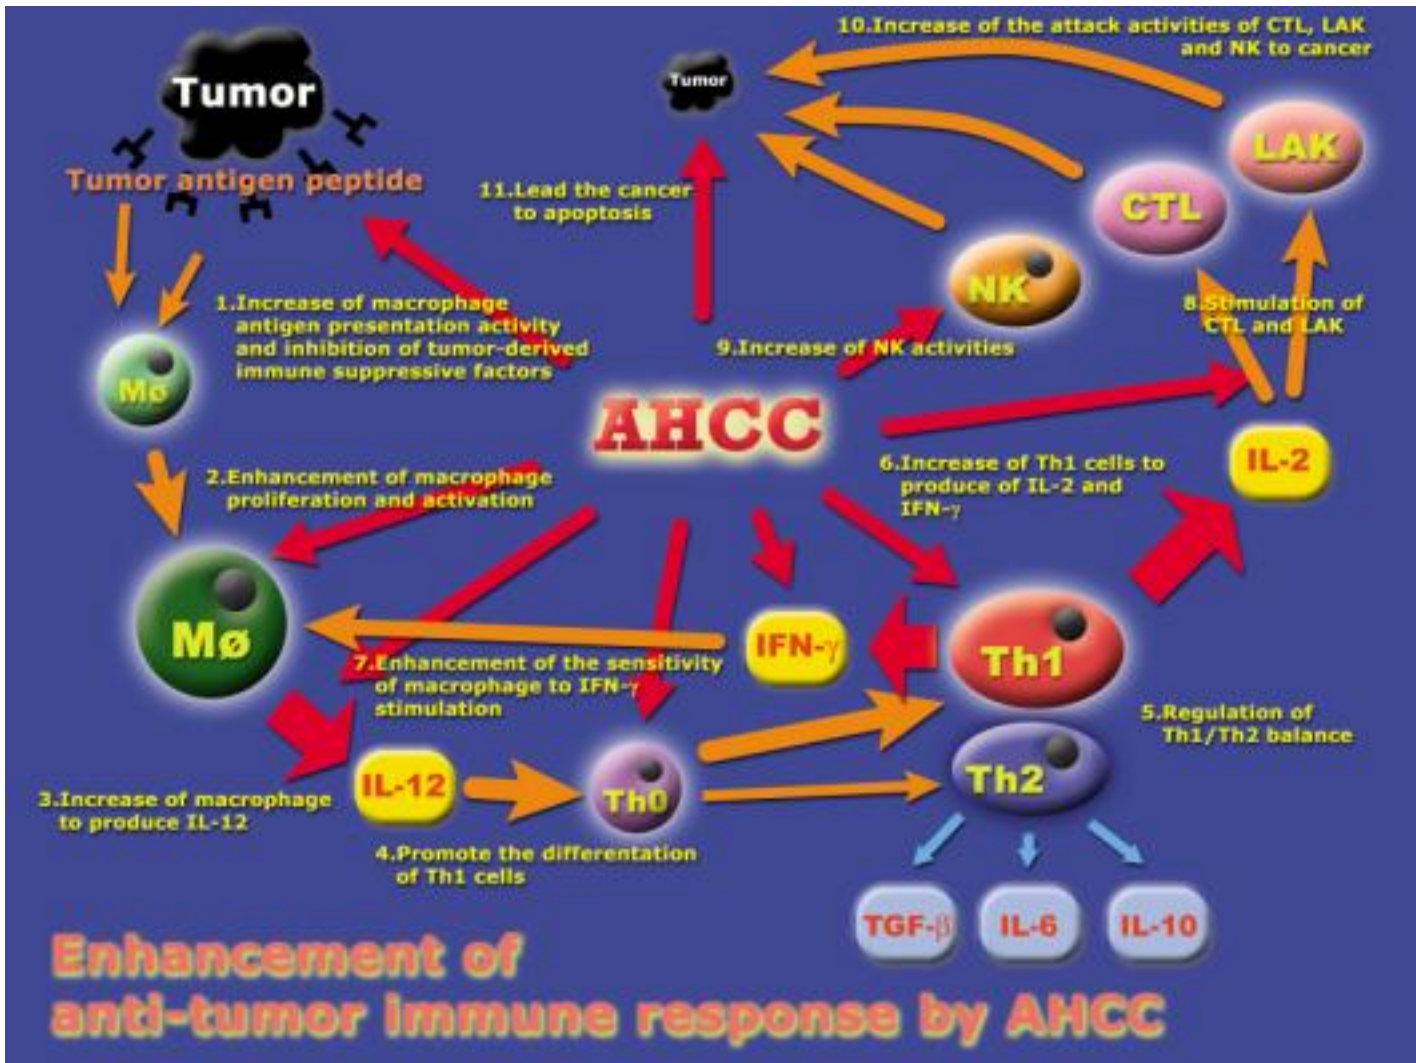 10.Increase of the attack activities of CTL, LAK
and NK to cancer
Tumor
Tumor
LAK
Tumor antigen peptide
11.Lead the cancer
to apoptosis
CTL
NK
1.Increase of macrophage
antigen presentation activity
and inhibition of tumor-derived
immune suppressive factors
8.Stimulation of
CTL and LAK
9.Increase of NK activities
Mø
AHCC
2.Enhancement of macrophage
proliferation and activation
6.Increase of Th1 cells to
produce of IL-2 and
IFN-γ
IL-2
Mø
IFN-γ
Th1
7.Enhancement of the sensitivity
of macrophage to IFN-γ
stimulation
5.Regulation of
Th1/Th2 balance
IL-12
Th0
Th2
3.Increase of macrophage
to produce IL-12
4.Promote the differentation
of Th1 cells
TGF-β
IL-6
IL-10
Enhancement of
anti-tumor immune response by AHCC